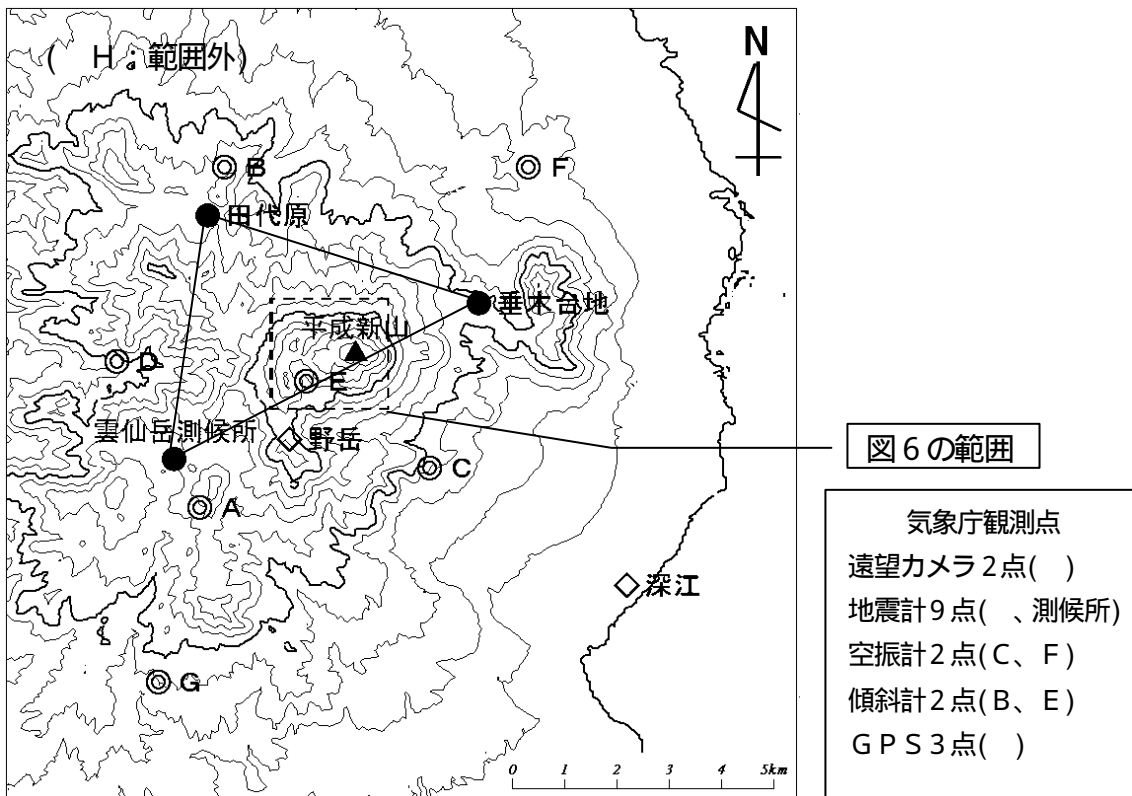 ( H；範囲外)
N
B
F
田代原
垂木台地
平成新山
D
E
雲仙岳測候所
野岳
C
図６の範囲
A
深江
G
0 1 2 3 4 5km
気象庁観測点
遠望カメラ２点( )
地震計９点( 、測候所)
空振計２点(Ｃ、Ｆ)
傾斜計２点(Ｂ、Ｅ)
ＧＰＳ３点( )